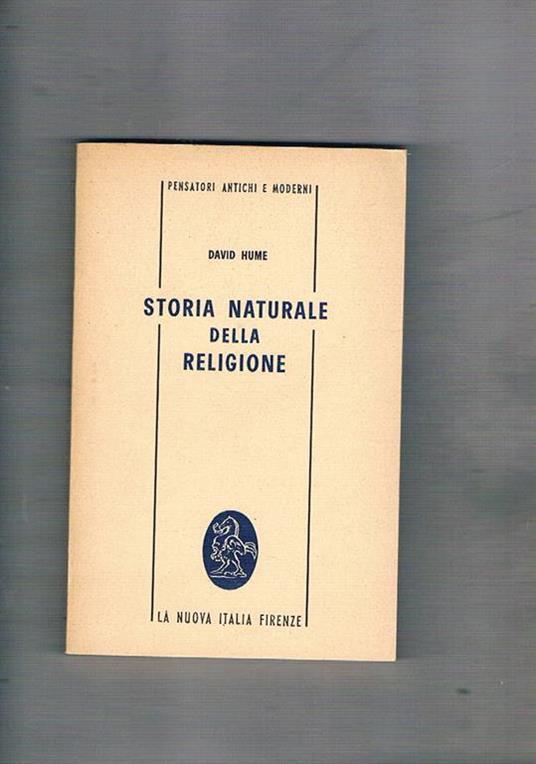 PENSATORI ANTICHI E MODERNI
DAVID HUME
STORIA NATURALE
DELLA
RELIGIONE
LA NUOVA ITALIA FIRENZE